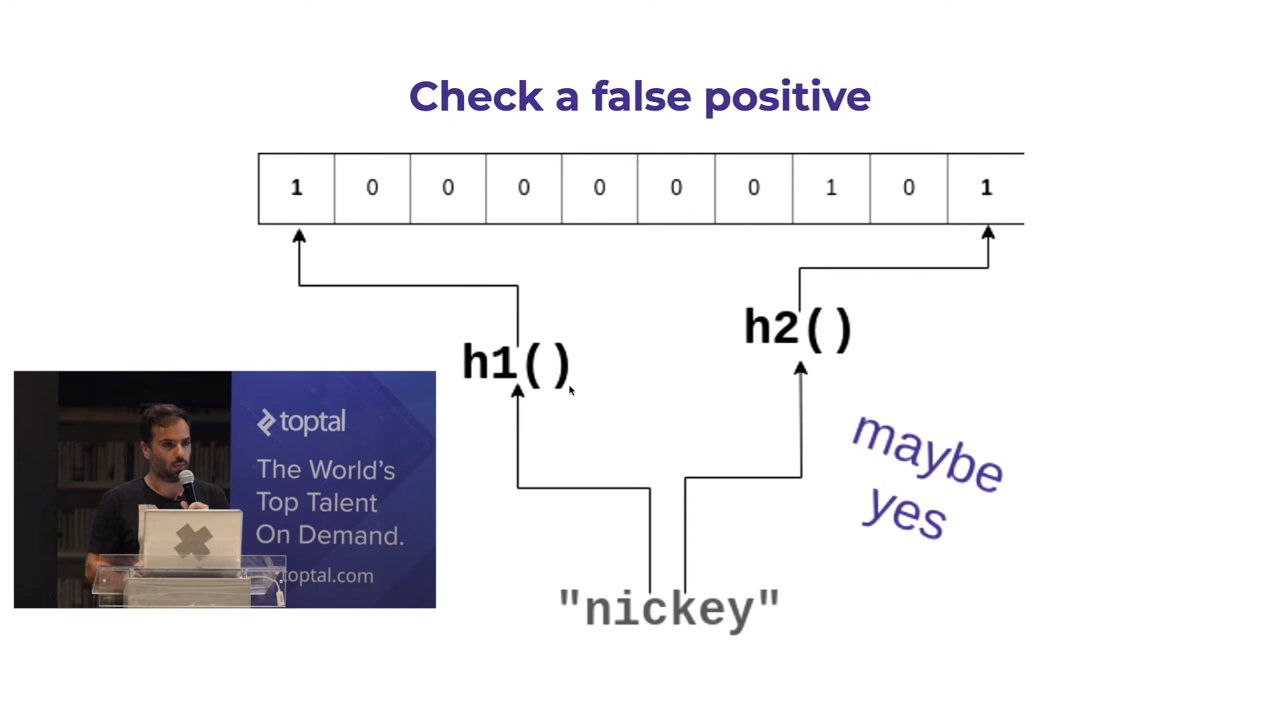 Check a false positive
1 0 0 0 0 0 0 1 0 1
h1()
h2()
toptal
The World's
Top Talent
On Demand.
toptal.com
maybe
yes
"nickey"